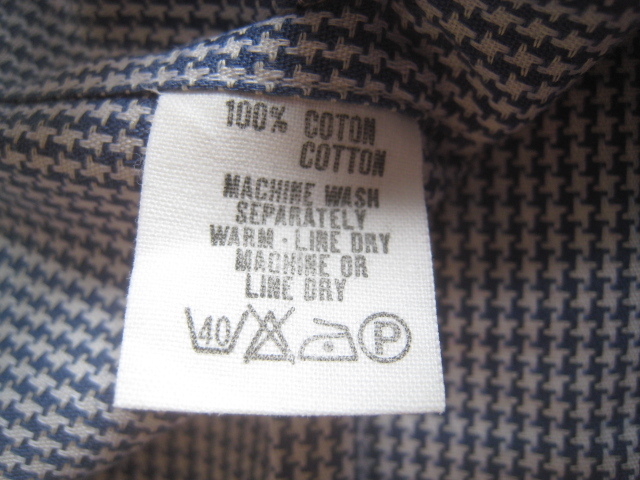 100% COTON
COTTON
MACHINE WASH
SEPARATELY
WARM - LINE DRY
MACHINE OR
LINE DRY
40 P